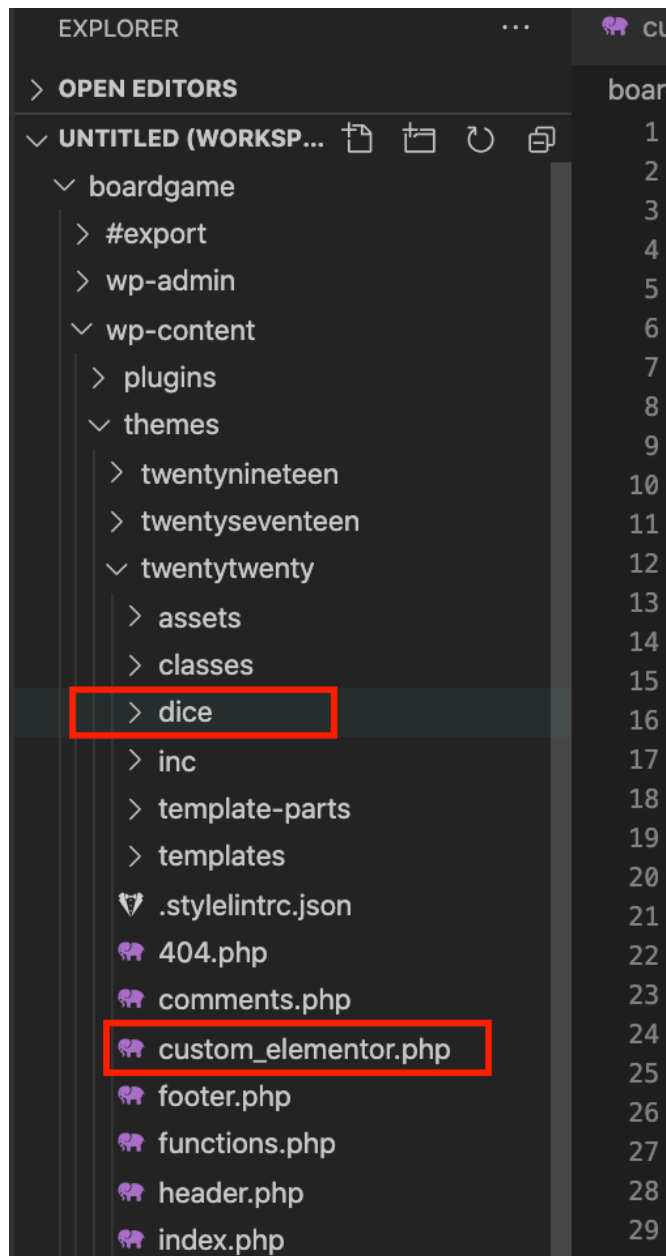 EXPLORER ...
cu
OPEN EDITORS
boar
UNTITLED (WORKSP...
1
boardgame
2
#export
3
4
wp-admin
5
wp-content
6
plugins
7
themes
8
9
twentynineteen
10
twentyseventeen
11
twentytwenty
12
assets
13
classes
14
dice
15
16
inc
17
template-parts
18
templates
19
.stylelintrc.json
20
21
404.php
22
comments.php
23
custom_elementor.php
24
footer.php
25
26
functions.php
27
header.php
28
index.php
29